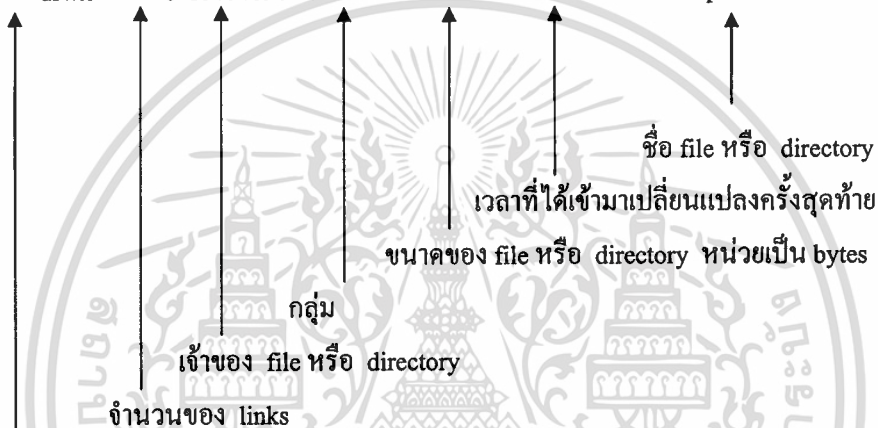 ชื่อ file หรือ directory
เวลาที่ได้เข้ามาเปลี่ยนแปลงครั้งสุดท้าย
ขนาดของ file หรือ directory หน่วยเป็น bytes
กลุ่ม
เจ้าของ file หรือ directory
จำนวนของ links